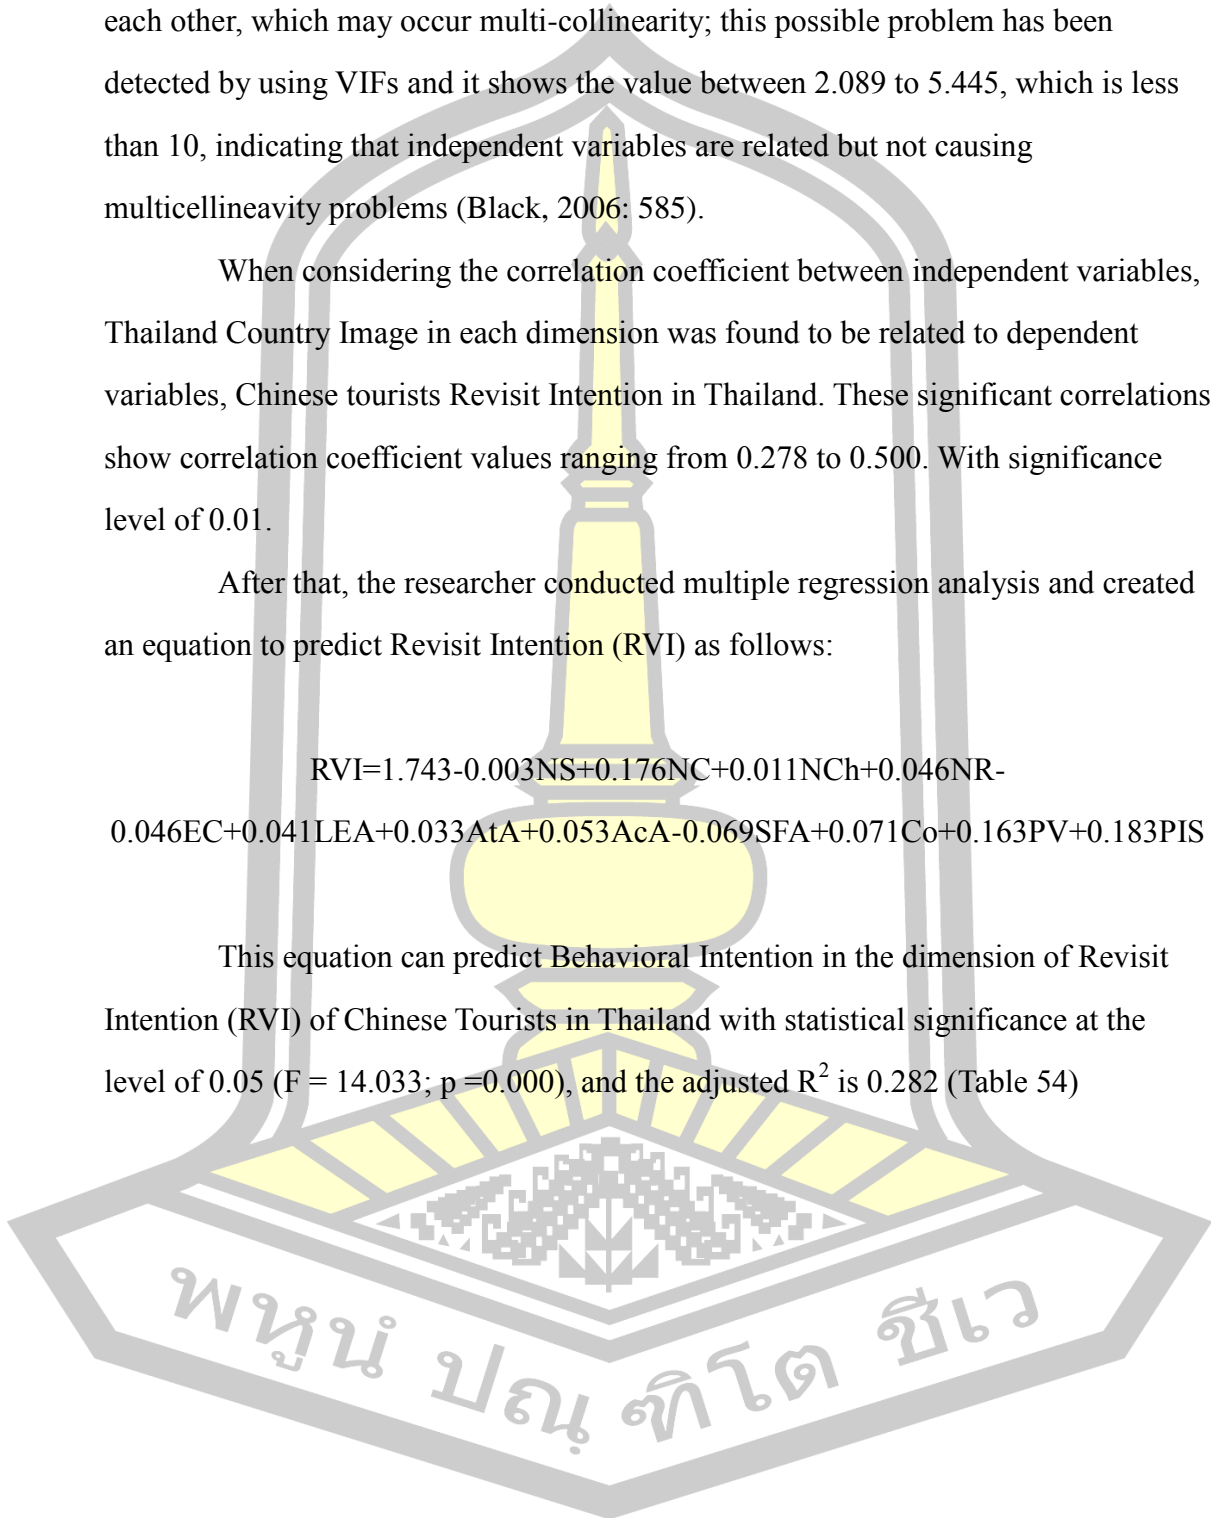 each other, which may occur multi-collinearity; this possible problem has been
detected by using VIFs and it shows the value between 2.089 to 5.445, which is less
than 10, indicating that independent variables are related but not causing
multicellineavity problems (Black, 2006: 585).
When considering the correlation coefficient between independent variables,
Thailand Country Image in each dimension was found to be related to dependent
variables, Chinese tourists Revisit Intention in Thailand. These significant correlations
show correlation coefficient values ranging from 0.278 to 0.500. With significance
level of 0.01.
After that, the researcher conducted multiple regression analysis and created
an equation to predict Revisit Intention (RVI) as follows:
RVI=1.743-0.003NS+0.176NC+0.011NCh+0.046NR-
0.046EC+0.041LEA+0.033AtA+0.053AcA-0.069SFA+0.071Co+0.163PV+0.183PIS
This equation can predict Behavioral Intention in the dimension of Revisit
Intention (RVI) of Chinese Tourists in Thailand with statistical significance at the
level of 0.05 (F = 14.033; p =0.000), and the adjusted R² is 0.282 (Table 54)
พหูนํ ปณฺฑิโต ชีเว